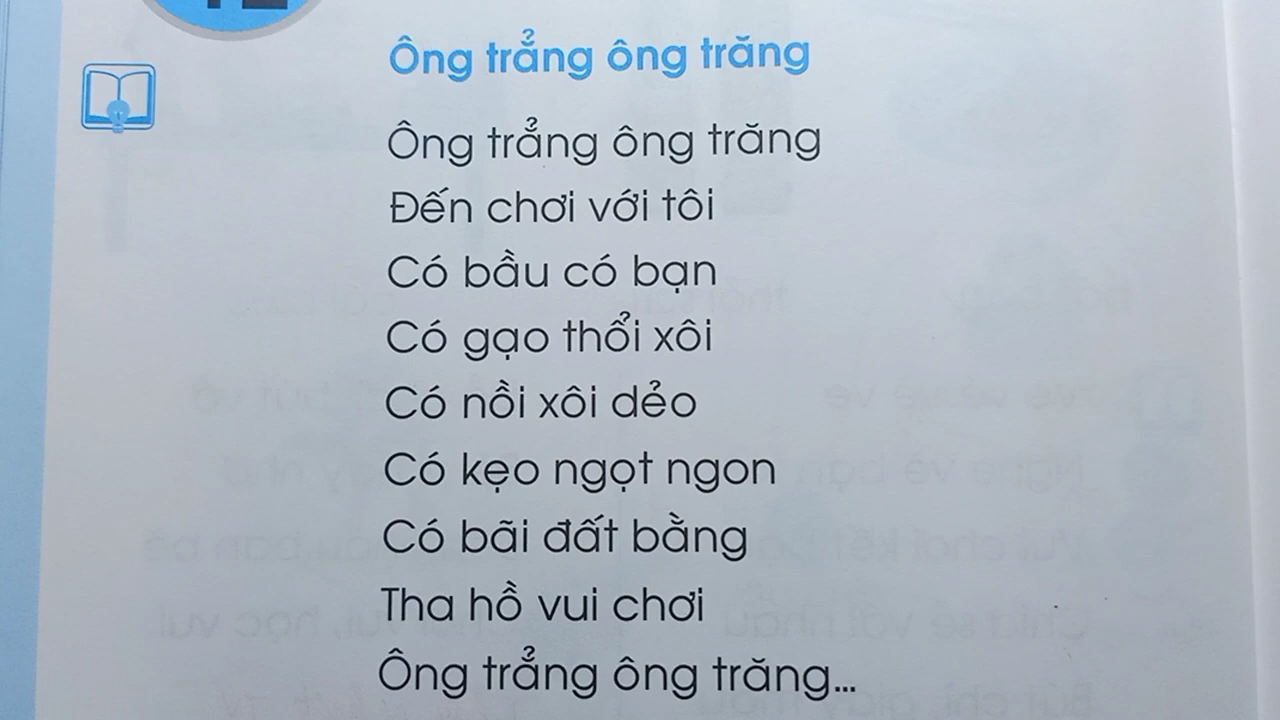 Ông trẳng ông trăng
Ông trẳng ông trăng
Đến chơi với tôi
Có bầu có bạn
Có gạo thổi xôi
Có nồi xôi dẻo
Có kẹo ngọt ngon
Có bãi đất bằng
Tha hồ vui chơi
Ông trẳng ông trăng...